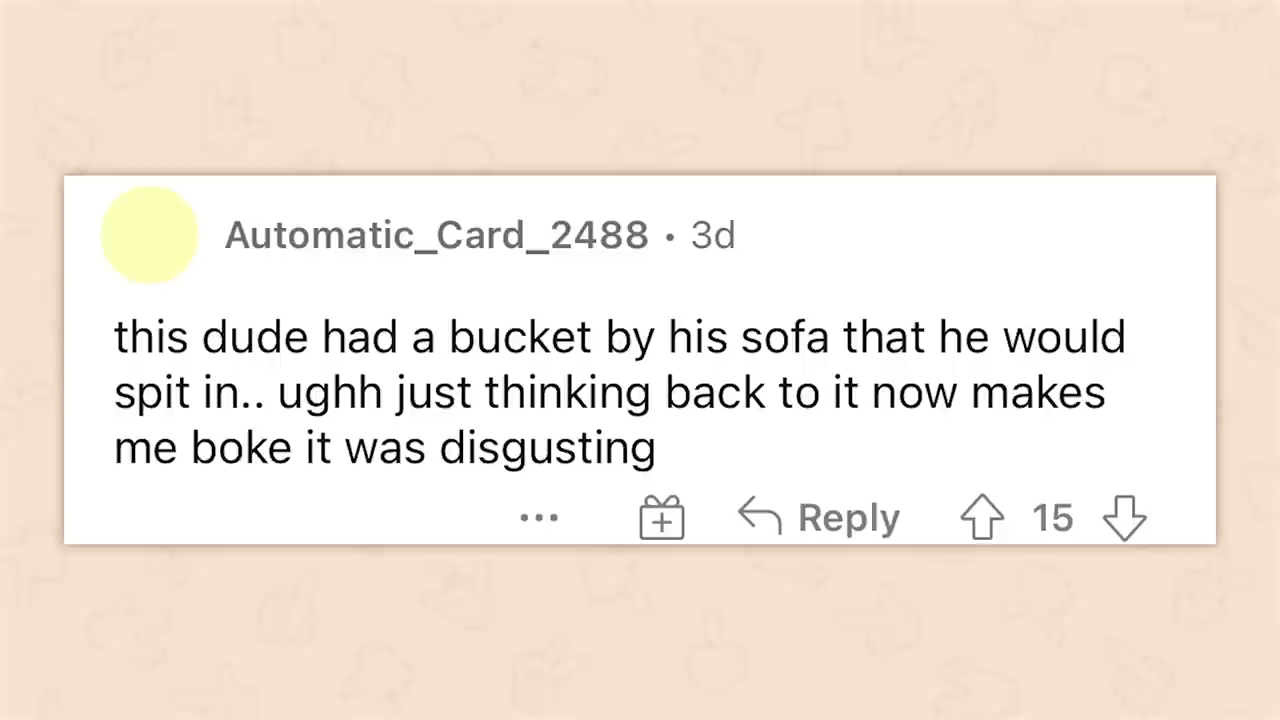 Automatic_Card_2488 · 3d
this dude had a bucket by his sofa that he would
spit in.. ughh just thinking back to it now makes
me boke it was disgusting
Reply 15